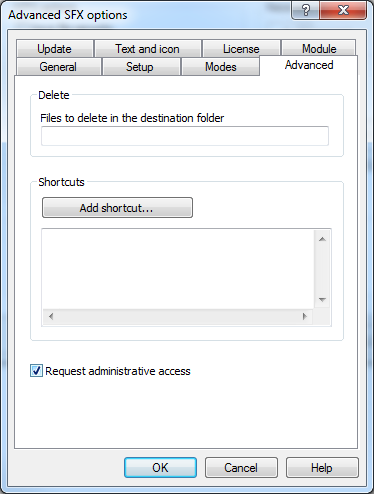 Advanced SFX options
Update Text and icon License Module
General Setup Modes Advanced
Delete
Files to delete in the destination folder
Shortcuts
Add shortcut...
Request administrative access
OK Cancel Help